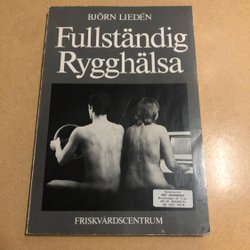 BJÖRN LIEDÉN
Fullständig
Rygghälsa
FRISKVÅRDSCENTRUM